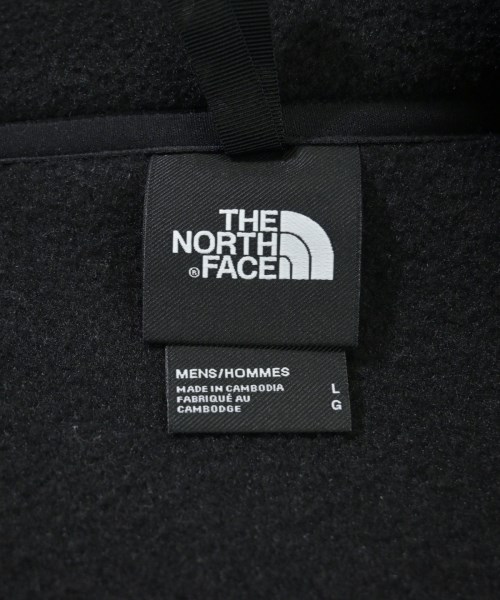 THE
NORTH
® FACE
MENS/HOMMES
MADE IN CAMBODIA L
FABRIQUÉ AU G
CAMBODGE